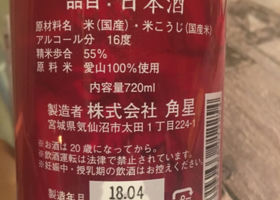 品目:日本酒
原材料名 米(国産)・米こうじ(国産米)
アルコール分 16度
精米歩合 55%
原料米 愛山100%使用
内容量720ml
製造者 株式会社 角星
宮城県気仙沼市太田1丁目224-1
※お酒は20歳になってから。
※飲酒運転は法律で禁止されています。
※妊娠中・授乳期の飲酒はお控えください。
製造年月 18.04